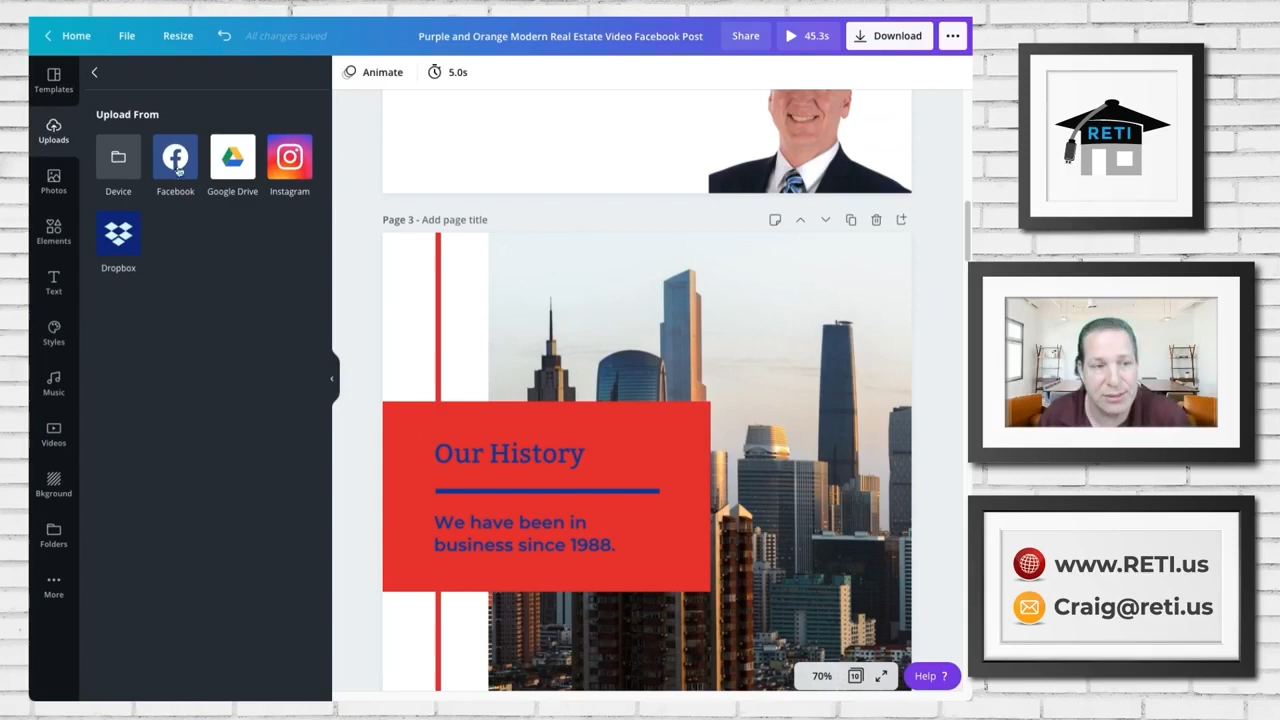 Home
File
Resize
All changes saved
Purple and Orange Modern Real Estate Video Facebook Post
Share
45.3s
Download
Templates
Uploads
Photos
Elements
Text
Styles
Music
Videos
Bkground
Folders
More
Upload From
Device
Facebook
Google Drive
Instagram
Dropbox
Animate
5.0s
Page 3 - Add page title
Our History
We have been in
business since 1988.
70%
10
Help ?
RETI
www.RETI.us
Craig@reti.us